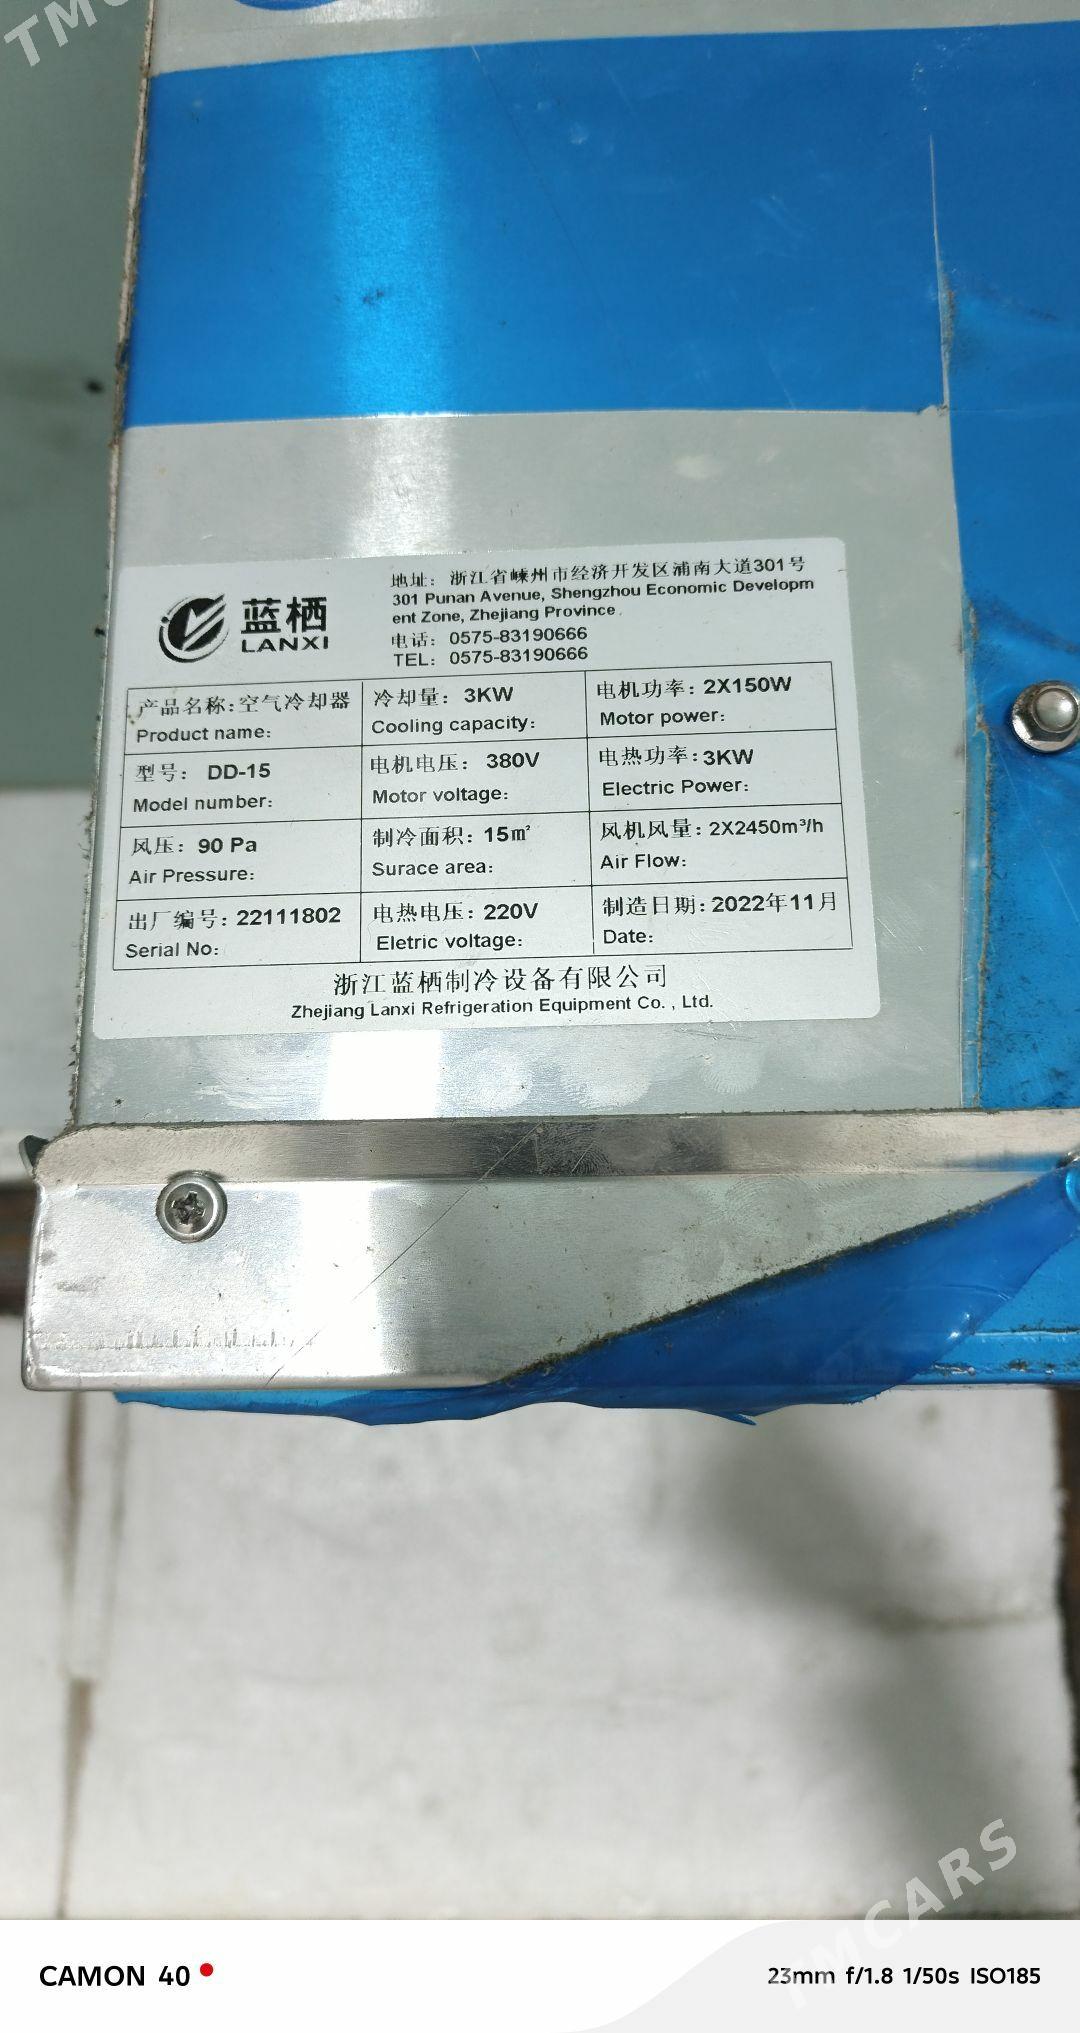 TMC
蓝栖
LANXI
地址：浙江省嵊州市经济开发区浦南大道301号
301 Punan Avenue, Shengzhou Economic Developm
ent Zone, Zhejiang Province.
电话：0575-83190666
TEL：0575-83190666
产品名称:空气冷却器
Product name:
冷却量：3KW
Cooling capacity:
电机功率：2X150W
Motor power:
型号：DD-15
Model number:
电机电压：380V
Motor voltage:
电热功率：3KW
Electric Power:
风压：90 Pa
Air Pressure:
制冷面积：15㎡
Surace area:
风机风量：2X2450m³/h
Air Flow:
出厂编号：22111802
Serial No:
电热电压：220V
Eletric voltage:
制造日期：2022年11月
Date:
浙江蓝栖制冷设备有限公司
Zhejiang Lanxi Refrigeration Equipment Co. , Ltd.
TMCARS
CAMON 40
23mm f/1.8 1/50s ISO185